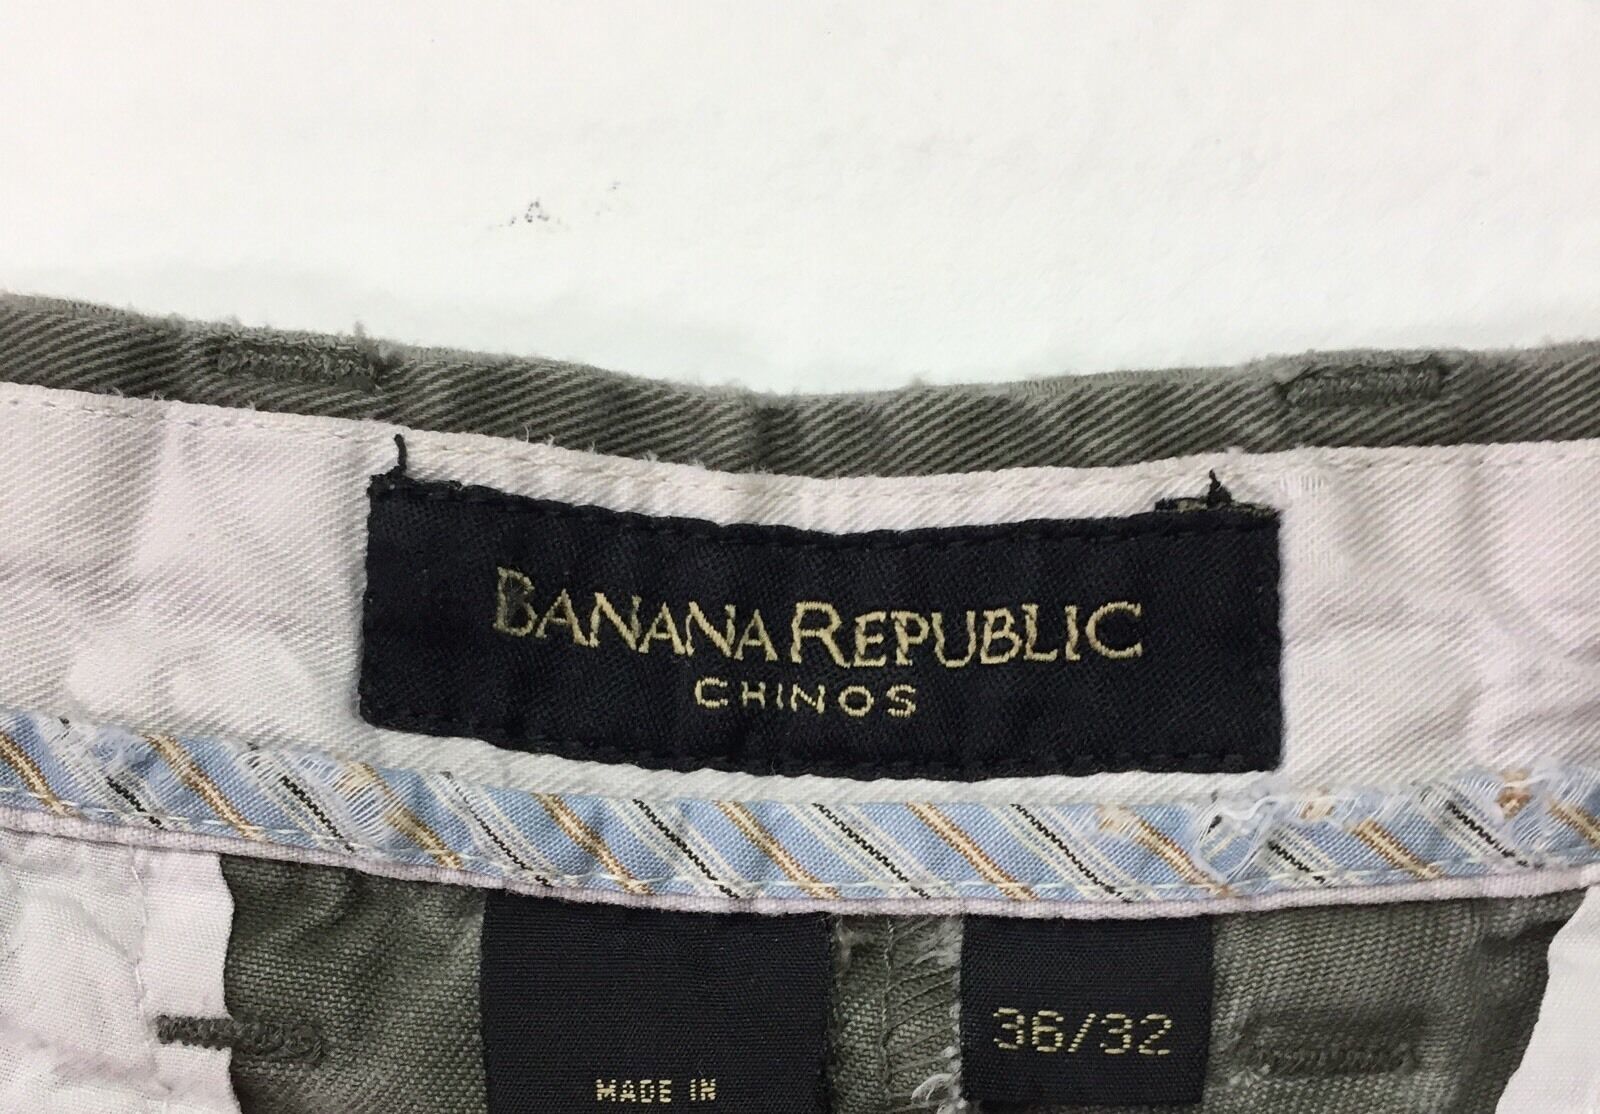 BANANA REPUBLIC
CHINOS
36/32
MADE IN